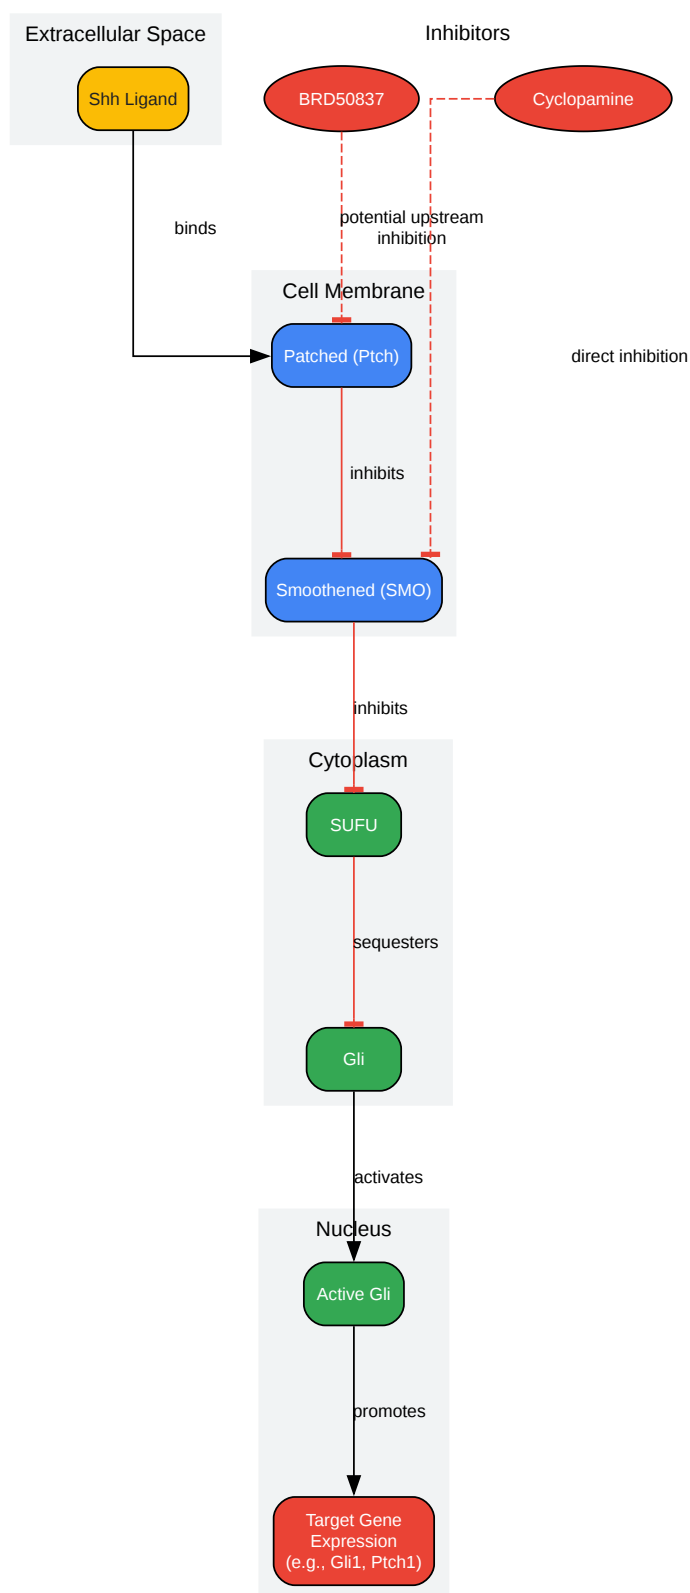 Extracellular Space
Inhibitors
Shh Ligand
BRD50837
Cyclopamine
binds
potential upstream
inhibition
Cell Membrane
Patched (Ptch)
direct inhibition
inhibits
Smoothened (SMO)
inhibits
Cytoplasm
SUFU
sequesters
Gli
activates
Nucleus
Active Gli
promotes
Target Gene
Expression
(e.g., Gli1, Ptch1)